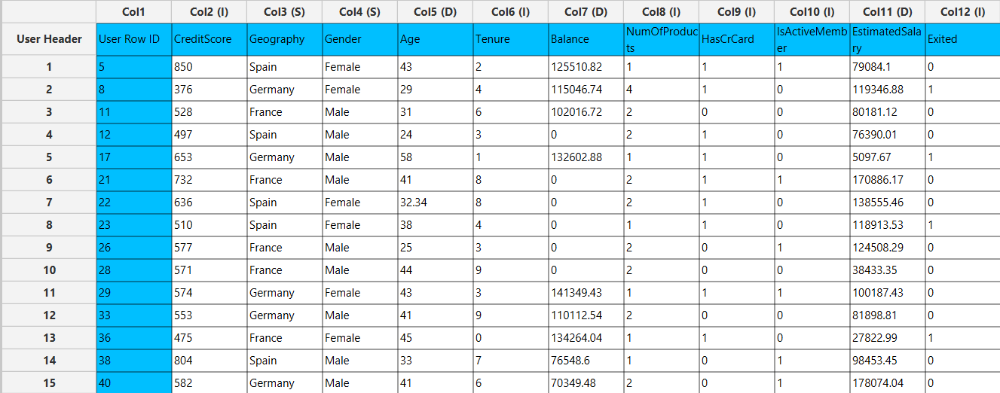 Col1 Col2 (I) Col3 (S) Col4 (S) Col5 (D) Col6 (I) Col7 (D) Col8 (I) Col9 (I) Col10 (I) Col11 (D) Col12 (I)
User Header User Row ID CreditScore Geography Gender Age Tenure Balance NumOfProduc HasCrCard IsActiveMemb EstimatedSala Exited
ts er ry
1 5 850 Spain Female 43 2 125510.82 1 1 1 79084.1 0
2 8 376 Germany Female 29 4 115046.74 4 1 0 119346.88 1
3 11 528 France Male 31 6 102016.72 2 0 0 80181.12 0
4 12 497 Spain Male 24 3 0 2 1 0 76390.01 0
5 17 653 Germany Male 58 1 132602.88 1 1 0 5097.67 1
6 21 732 France Male 41 8 0 2 1 1 170886.17 0
7 22 636 Spain Female 32.34 8 0 2 1 0 138555.46 0
8 23 510 Spain Female 38 4 0 1 1 0 118913.53 1
9 26 577 France Male 25 3 0 2 0 1 124508.29 0
10 28 571 France Male 44 9 0 2 0 0 38433.35 0
11 29 574 Germany Female 43 3 141349.43 1 1 1 100187.43 0
12 33 553 Germany Male 41 9 110112.54 2 0 0 81898.81 0
13 36 475 France Female 45 0 134264.04 1 1 0 27822.99 1
14 38 804 Spain Male 33 7 76548.6 1 0 1 98453.45 0
15 40 582 Germany Male 41 6 70349.48 2 0 1 178074.04 0